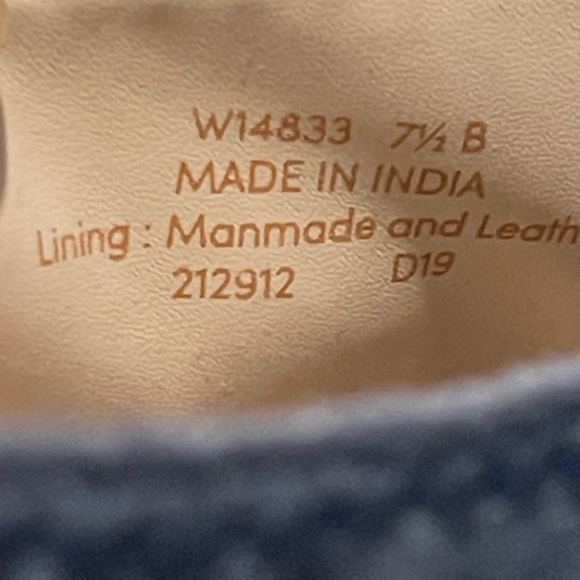 W14833 7½ B
MADE IN INDIA
Lining : Manmade and Leath
212912 D19